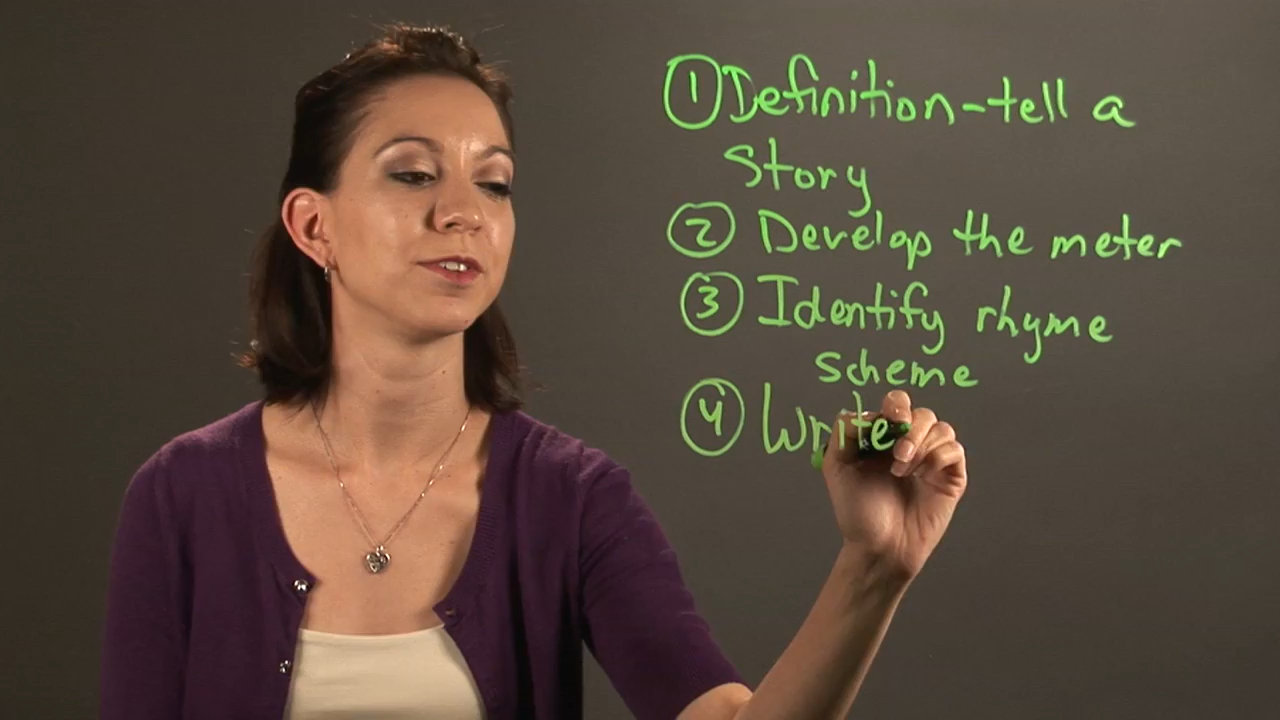 ① Definition-tell a
Story
② Develop the meter
③ Identify rhyme
scheme
④ Write